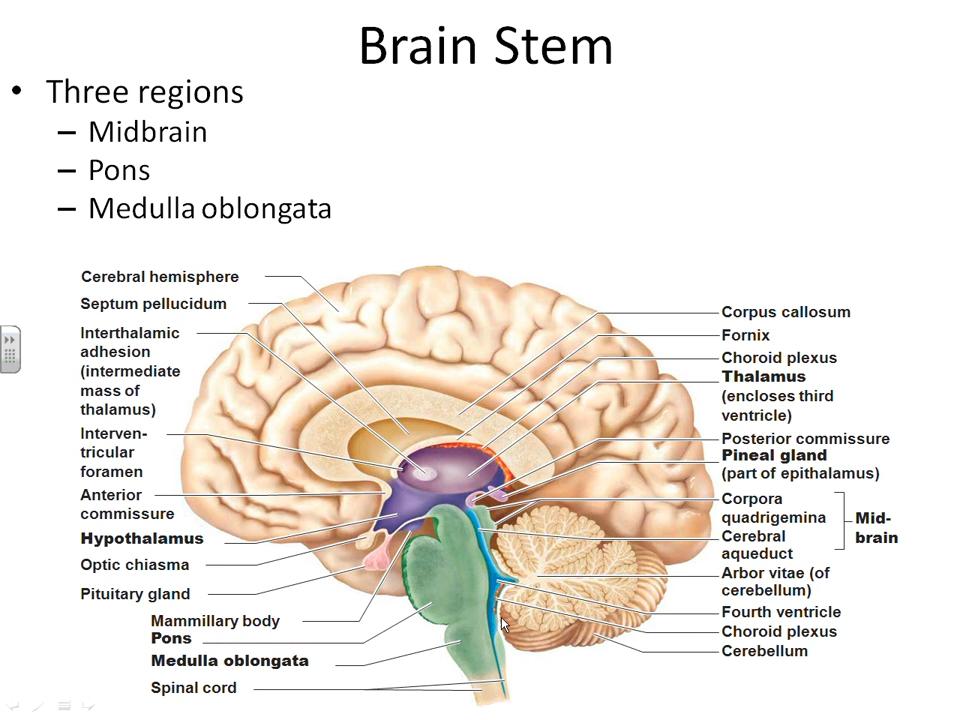 Brain Stem
• Three regions
– Midbrain
– Pons
– Medulla oblongata
Cerebral hemisphere
Septum pellucidum
Interthalamic
adhesion
(intermediate
mass of
thalamus)
Interven-
tricular
foramen
Anterior
commissure
Hypothalamus
Optic chiasma
Pituitary gland
Mammillary body
Pons
Medulla oblongata
Spinal cord
Corpus callosum
Fornix
Choroid plexus
Thalamus
(encloses third
ventricle)
Posterior commissure
Pineal gland
(part of epithalamus)
Corpora
quadrigemina
Cerebral
aqueduct
Mid-
brain
Arbor vitae (of
cerebellum)
Fourth ventricle
Choroid plexus
Cerebellum